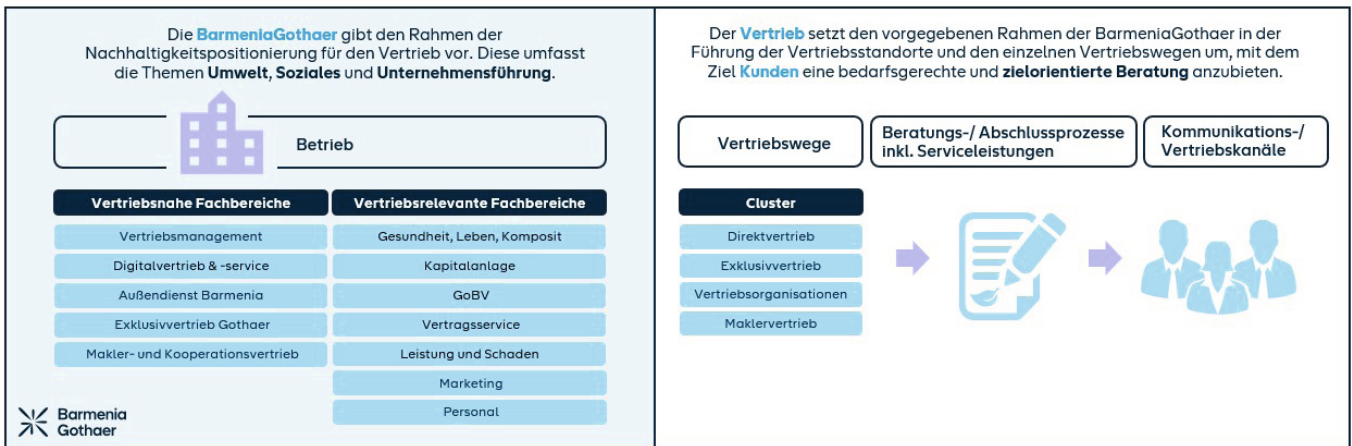 Die BarmeniaGothaer gibt den Rahmen der
Nachhaltigkeitspositionierung für den Vertrieb vor. Diese umfasst
die Themen Umwelt, Soziales und Unternehmensführung.
Betrieb
Vertriebsnahe Fachbereiche
Vertriebsmanagement
Digitalvertrieb & -service
Außendienst Barmenia
Exklusivvertrieb Gothaer
Makler- und Kooperationsvertrieb
Vertriebsrelevante Fachbereiche
Gesundheit, Leben, Komposit
Kapitalanlage
GoBV
Vertragsservice
Leistung und Schaden
Marketing
Personal
Barmenia
Gothaer
Der Vertrieb setzt den vorgegebenen Rahmen der BarmeniaGothaer in der
Führung der Vertriebsstandorte und den einzelnen Vertriebswegen um, mit dem
Ziel Kunden eine bedarfsgerechte und zielorientierte Beratung anzubieten.
Vertriebswege
Beratungs-/ Abschlussprozesse
inkl. Serviceleistungen
Kommunikations-/
Vertriebskanäle
Cluster
Direktvertrieb
Exklusivvertrieb
Vertriebsorganisationen
Maklervertrieb